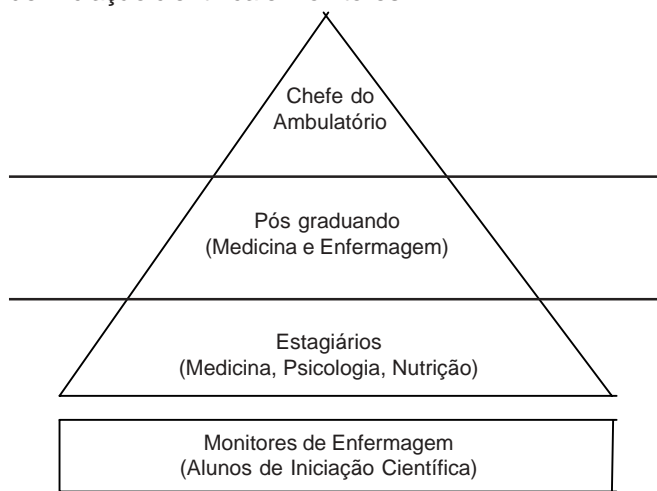 Chefe do
Ambulatório
Pós graduando
(Medicina e Enfermagem)
Estagiários
(Medicina, Psicologia, Nutrição)
Monitores de Enfermagem
(Alunos de Iniciação Científica)